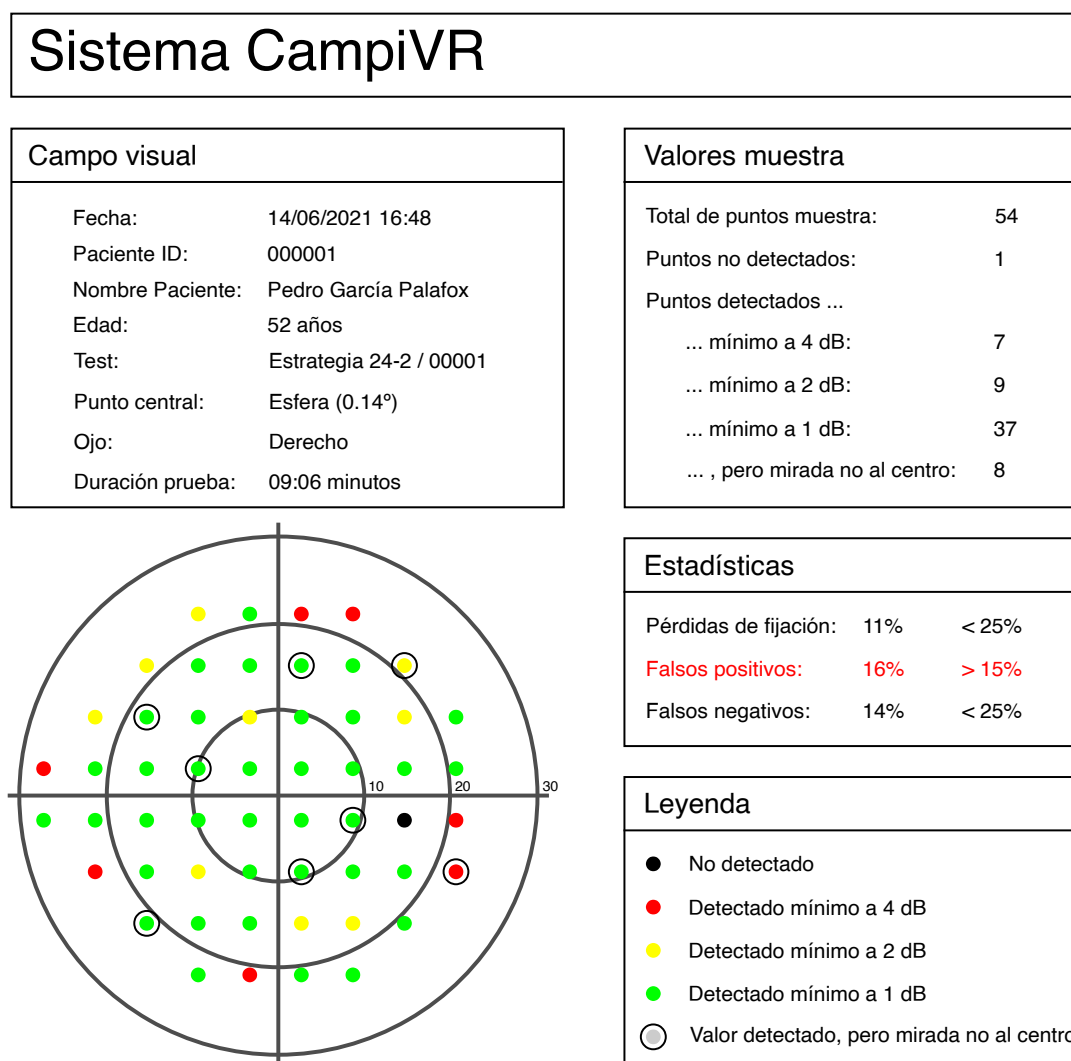 Sistema CampiVR
Campo visual
Fecha: 14/06/2021 16:48
Paciente ID: 000001
Nombre Paciente: Pedro García Palafox
Edad: 52 años
Test: Estrategia 24-2 / 00001
Punto central: Esfera (0.14º)
Ojo: Derecho
Duración prueba: 09:06 minutos
Valores muestra
Total de puntos muestra: 54
Puntos no detectados: 1
Puntos detectados ...
... mínimo a 4 dB: 7
... mínimo a 2 dB: 9
... mínimo a 1 dB: 37
... , pero mirada no al centro: 8
10 20 30
Estadísticas
Pérdidas de fijación: 11% < 25%
Falsos positivos: 16% > 15%
Falsos negativos: 14% < 25%
Leyenda
No detectado
Detectado mínimo a 4 dB
Detectado mínimo a 2 dB
Detectado mínimo a 1 dB
Valor detectado, pero mirada no al centro